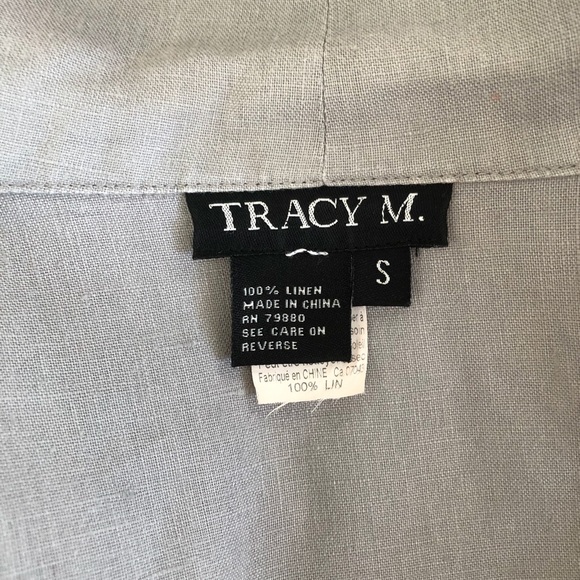 TRACY M.
S
100% LINEN
MADE IN CHINA
RN 79880
SEE CARE ON
REVERSE
Fabriqué en CHINE
100% LIN